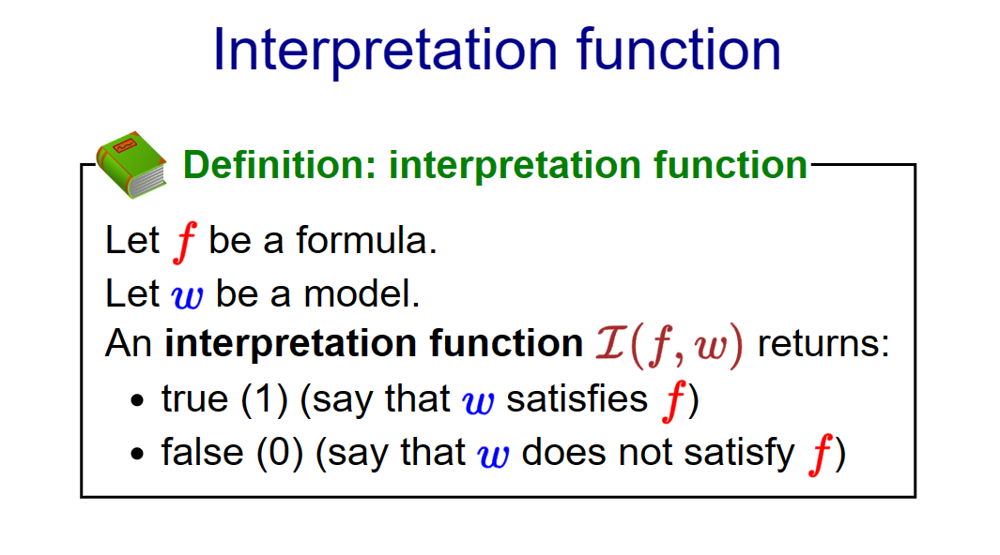 Interpretation function
Definition: interpretation function
Let f be a formula.
Let w be a model.
An interpretation function I(f, w) returns:
• true (1) (say that w satisfies f)
• false (0) (say that w does not satisfy f)